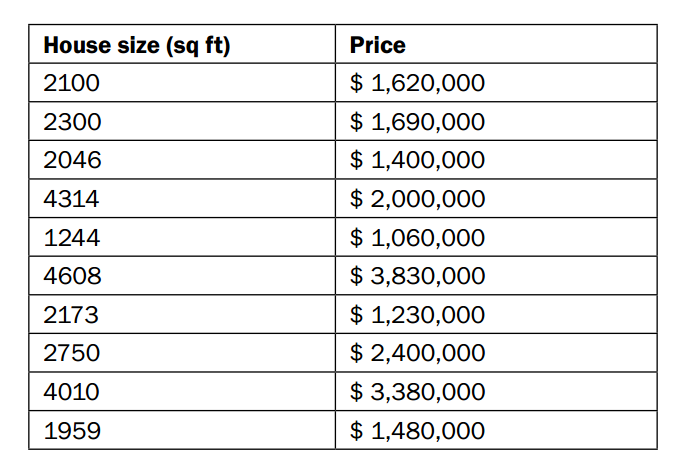 House size (sq ft) Price
2100 $ 1,620,000
2300 $ 1,690,000
2046 $ 1,400,000
4314 $ 2,000,000
1244 $ 1,060,000
4608 $ 3,830,000
2173 $ 1,230,000
2750 $ 2,400,000
4010 $ 3,380,000
1959 $ 1,480,000